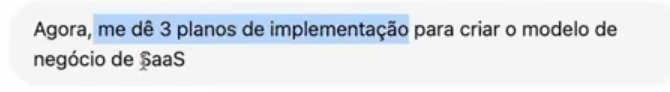 Agora, me dê 3 planos de implementação para criar o modelo de
negócio de SaaS